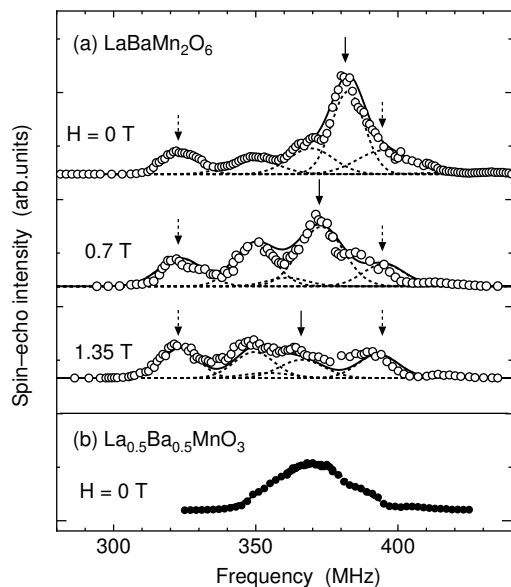 (a) LaBaMn₂O₆
H = 0 T
0.7 T
1.35 T
(b) La₀.₅Ba₀.₅MnO₃
H = 0 T
Spin–echo intensity (arb.units)
300 350 400
Frequency (MHz)